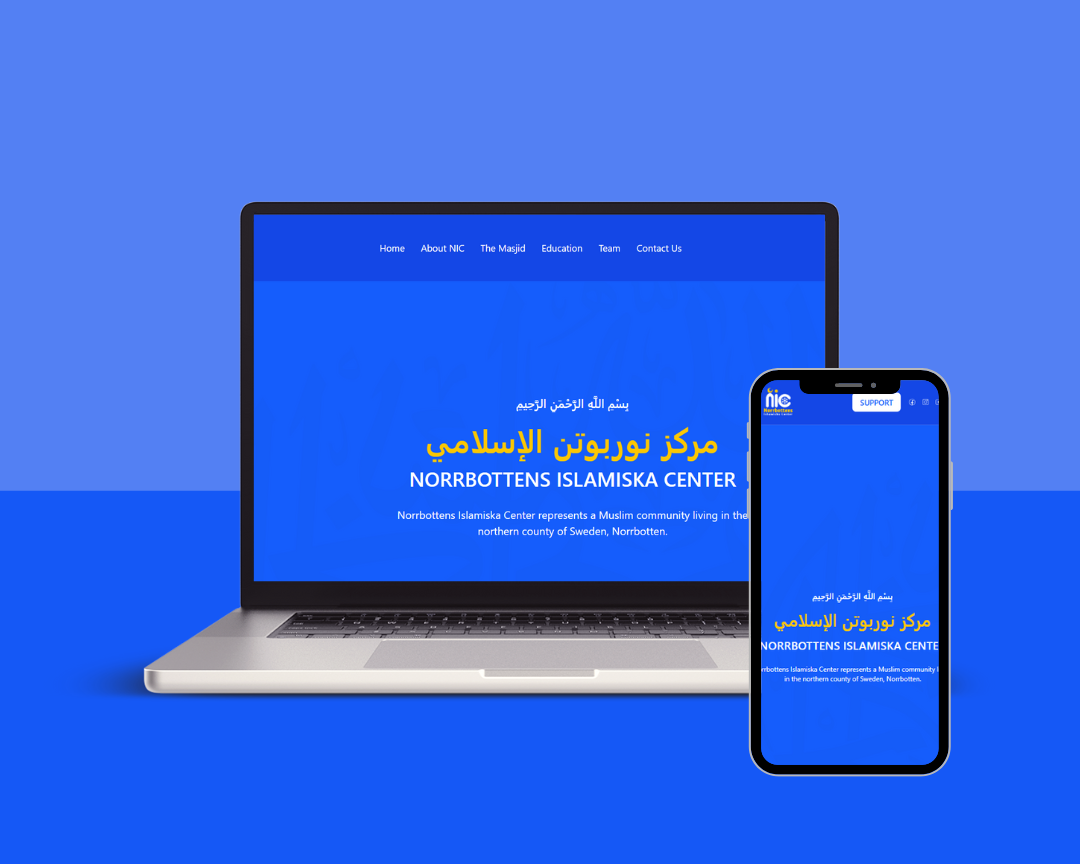 Home About NIC The Masjid Education Team Contact Us
بِسْمِ اللَّهِ الرَّحْمَنِ الرَّحِيمِ
مركز نوربوتن الإسلامي
NORRBOTTENS ISLAMISKA CENTER
Norrbottens Islamiska Center represents a Muslim community living in the
northern county of Sweden, Norrbotten.
NIC
Norrbottens
Islamiska Center
SUPPORT
بِسْمِ اللَّهِ الرَّحْمَنِ الرَّحِيمِ
مركز نوربوتن الإسلامي
NORRBOTTENS ISLAMISKA CENTE
rrbottens Islamiska Center represents a Muslim community
in the northern county of Sweden, Norrbotten.